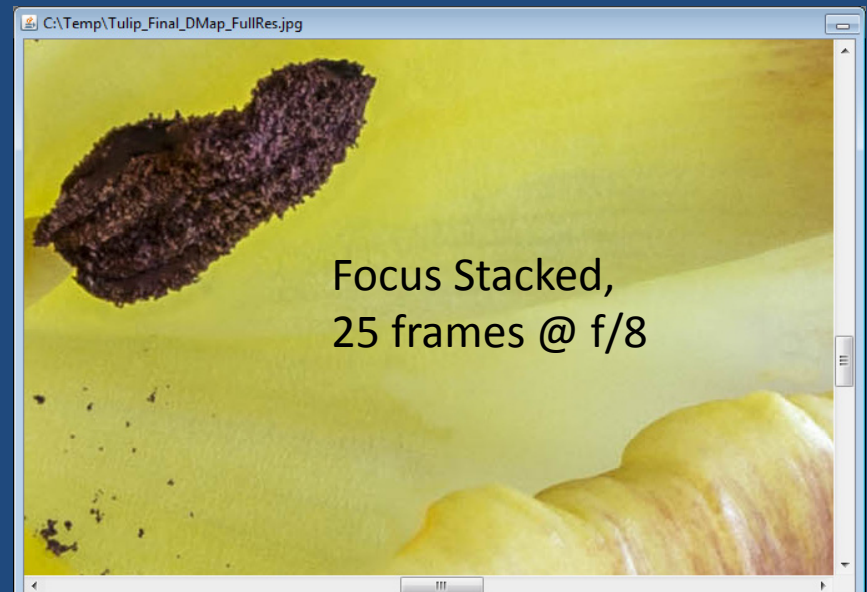 C:\Temp\Tulip_Final_DMap_FullRes.jpg
Focus Stacked,
25 frames @ f/8